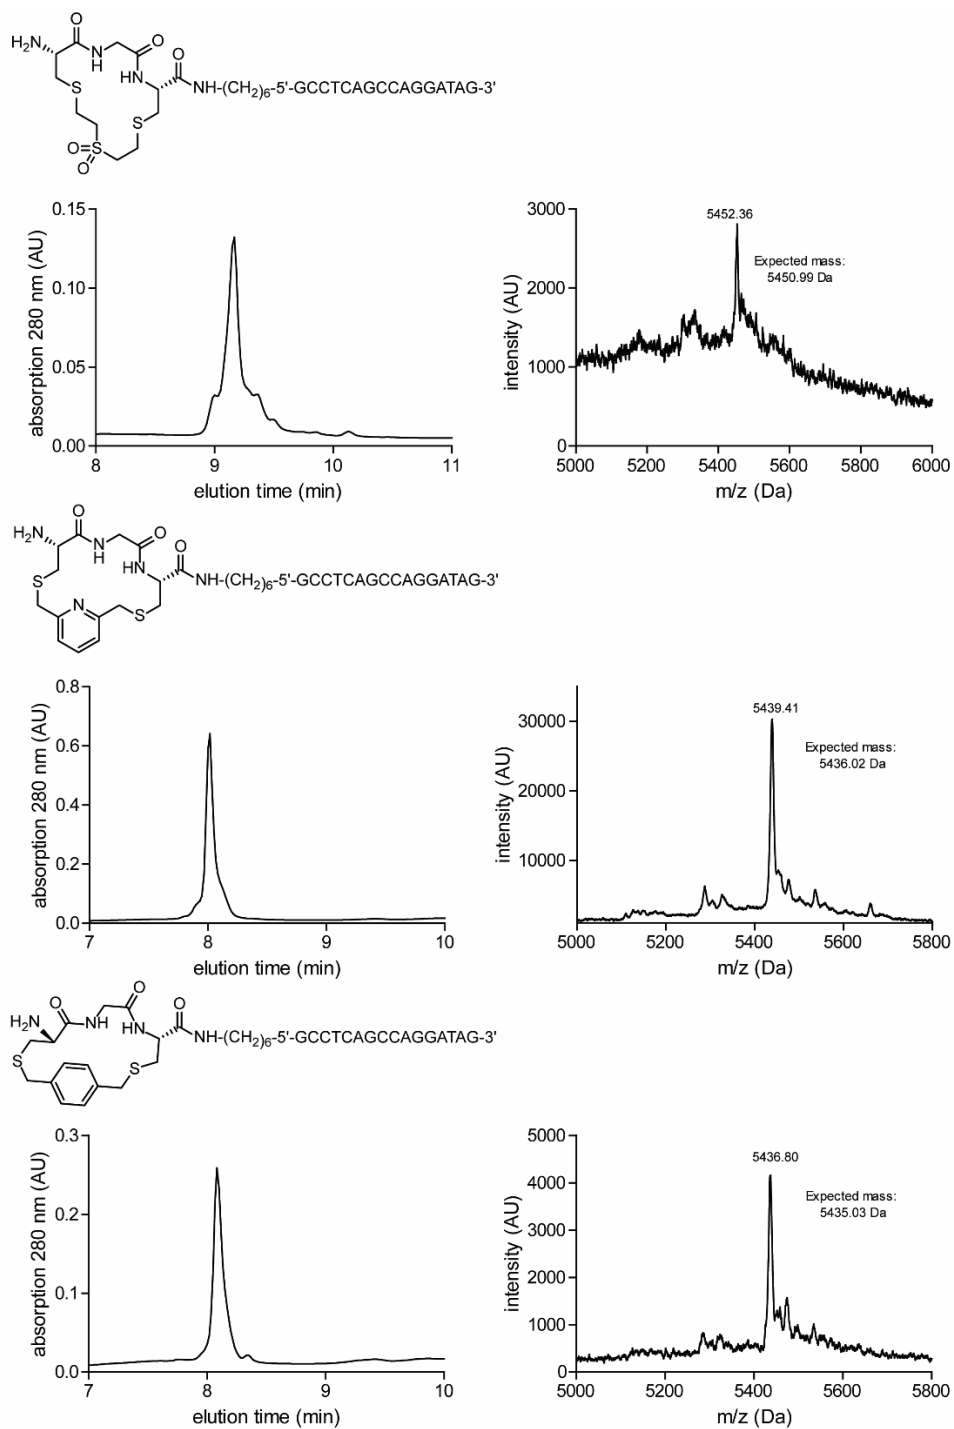 O
H₂N
N
H
O
HN
O
NH-(CH₂)₆-5'-GCCTCAGCCAGGATAG-3'
S
S
O=S
O
0.15
0.10
0.05
0.00
absorption 280 nm (AU)
8 9 10 11
elution time (min)
3000
2000
1000
0
intensity (AU)
5452.36
Expected mass:
5450.99 Da
5000 5200 5400 5600 5800 6000
m/z (Da)
O
H₂N
N
H
O
HN
O
NH-(CH₂)₆-5'-GCCTCAGCCAGGATAG-3'
S
N
S
0.8
0.6
0.4
0.2
0.0
absorption 280 nm (AU)
7 8 9 10
elution time (min)
30000
20000
10000
intensity (AU)
5439.41
Expected mass:
5436.02 Da
5000 5200 5400 5600 5800
m/z (Da)
O
H₂N
NH
O
HN
O
NH-(CH₂)₆-5'-GCCTCAGCCAGGATAG-3'
S
S
0.3
0.2
0.1
0.0
absorption 280 nm (AU)
7 8 9 10
elution time (min)
5000
4000
3000
2000
1000
0
intensity (AU)
5436.80
Expected mass:
5435.03 Da
5000 5200 5400 5600 5800
m/z (Da)